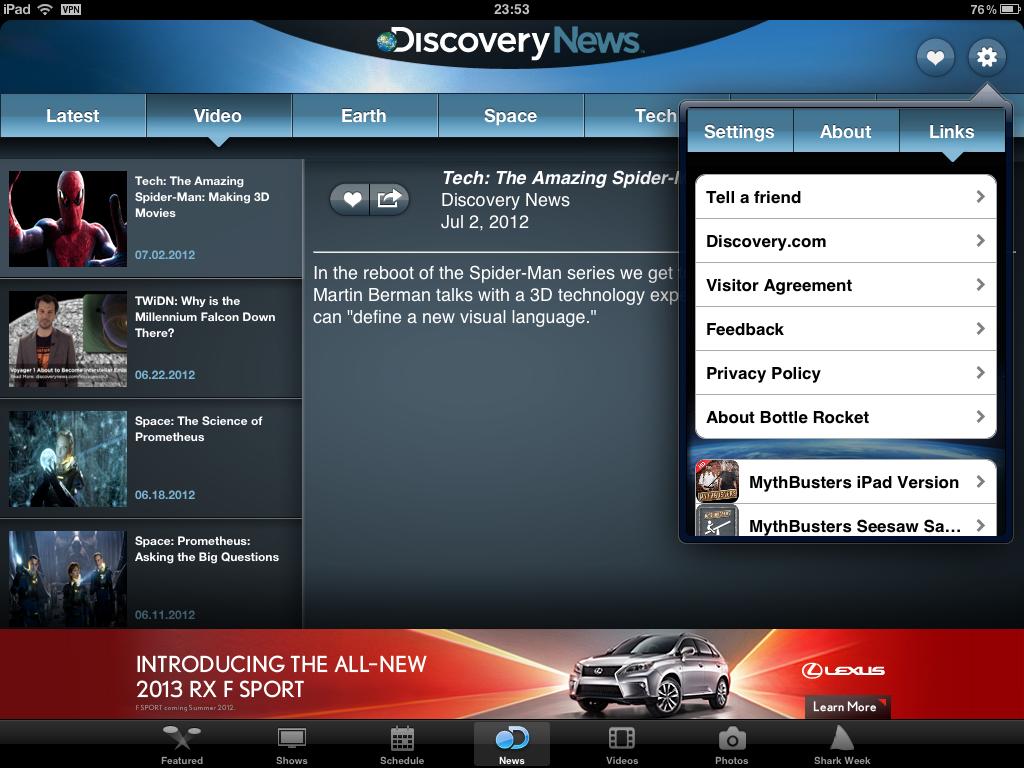 iPad VPN 23:53 76%
Discovery News
Latest Video Earth Space Tech
Settings About Links
Tell a friend
Discovery.com
Visitor Agreement
Feedback
Privacy Policy
About Bottle Rocket
MythBusters iPad Version
MythBusters Seesaw Sa...
Tech: The Amazing
Spider-Man: Making 3D
Movies
07.02.2012
TWiDN: Why is the
Millennium Falcon Down
There?
06.22.2012
Voyager 1 About to Become Interstellar
Space: The Science of
Prometheus
06.18.2012
Space: Prometheus:
Asking the Big Questions
06.11.2012
Tech: The Amazing Spider-
Discovery News
Jul 2, 2012
In the reboot of the Spider-Man series we get
Martin Berman talks with a 3D technology
can "define a new visual language."
INTRODUCING THE ALL-NEW
2013 RX F SPORT
F SPORT coming Summer 2012.
LEXUS
Learn More
Featured Shows Schedule News Videos Photos Shark Week